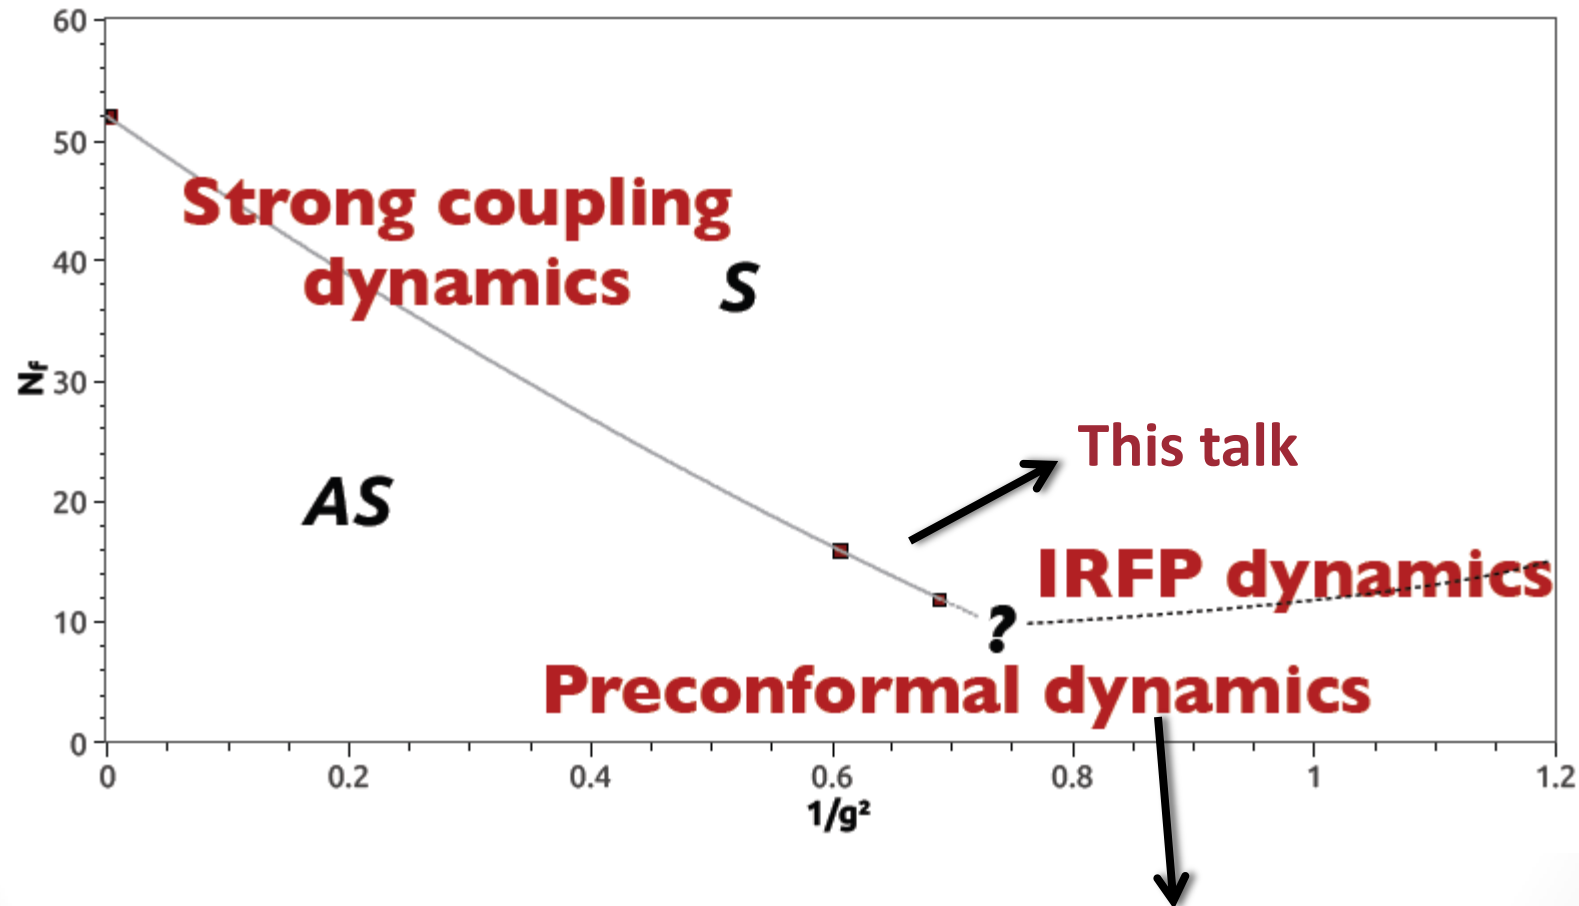 60
50
Strong coupling
40
dynamics
S
Nf
30
This talk
20
AS
IRFP dynamics
10
?
Preconformal dynamics
0
0 0.2 0.4 0.6 0.8 1 1.2
1/g²